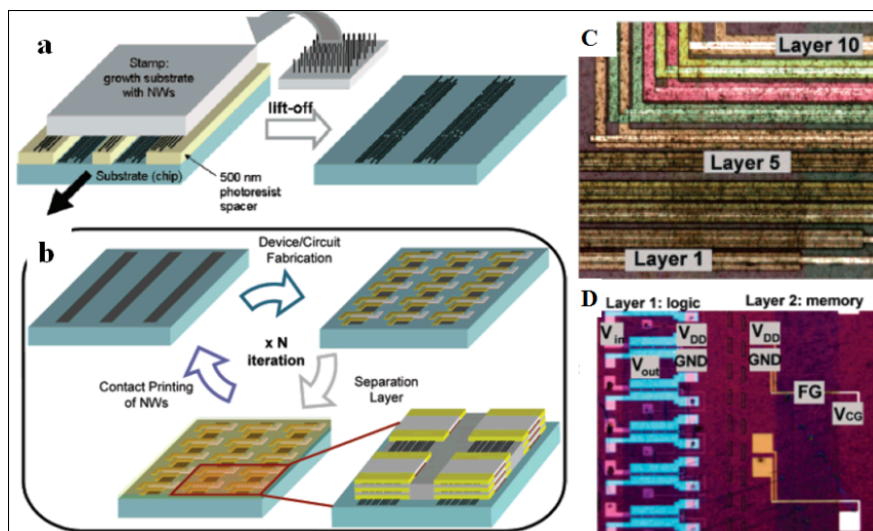 a
Stamp:
growth substrate
with NWs
lift-off
Substrate (chip)
500 nm
photoresist
spacer
b
Device/Circuit
Fabrication
x N
iteration
Contact Printing
of NWs
Separation
Layer
C
Layer 10
Layer 5
Layer 1
D
Layer 1: logic
Layer 2: memory
Vin
VDD
VDD
Vout
GND
GND
FG
VCG